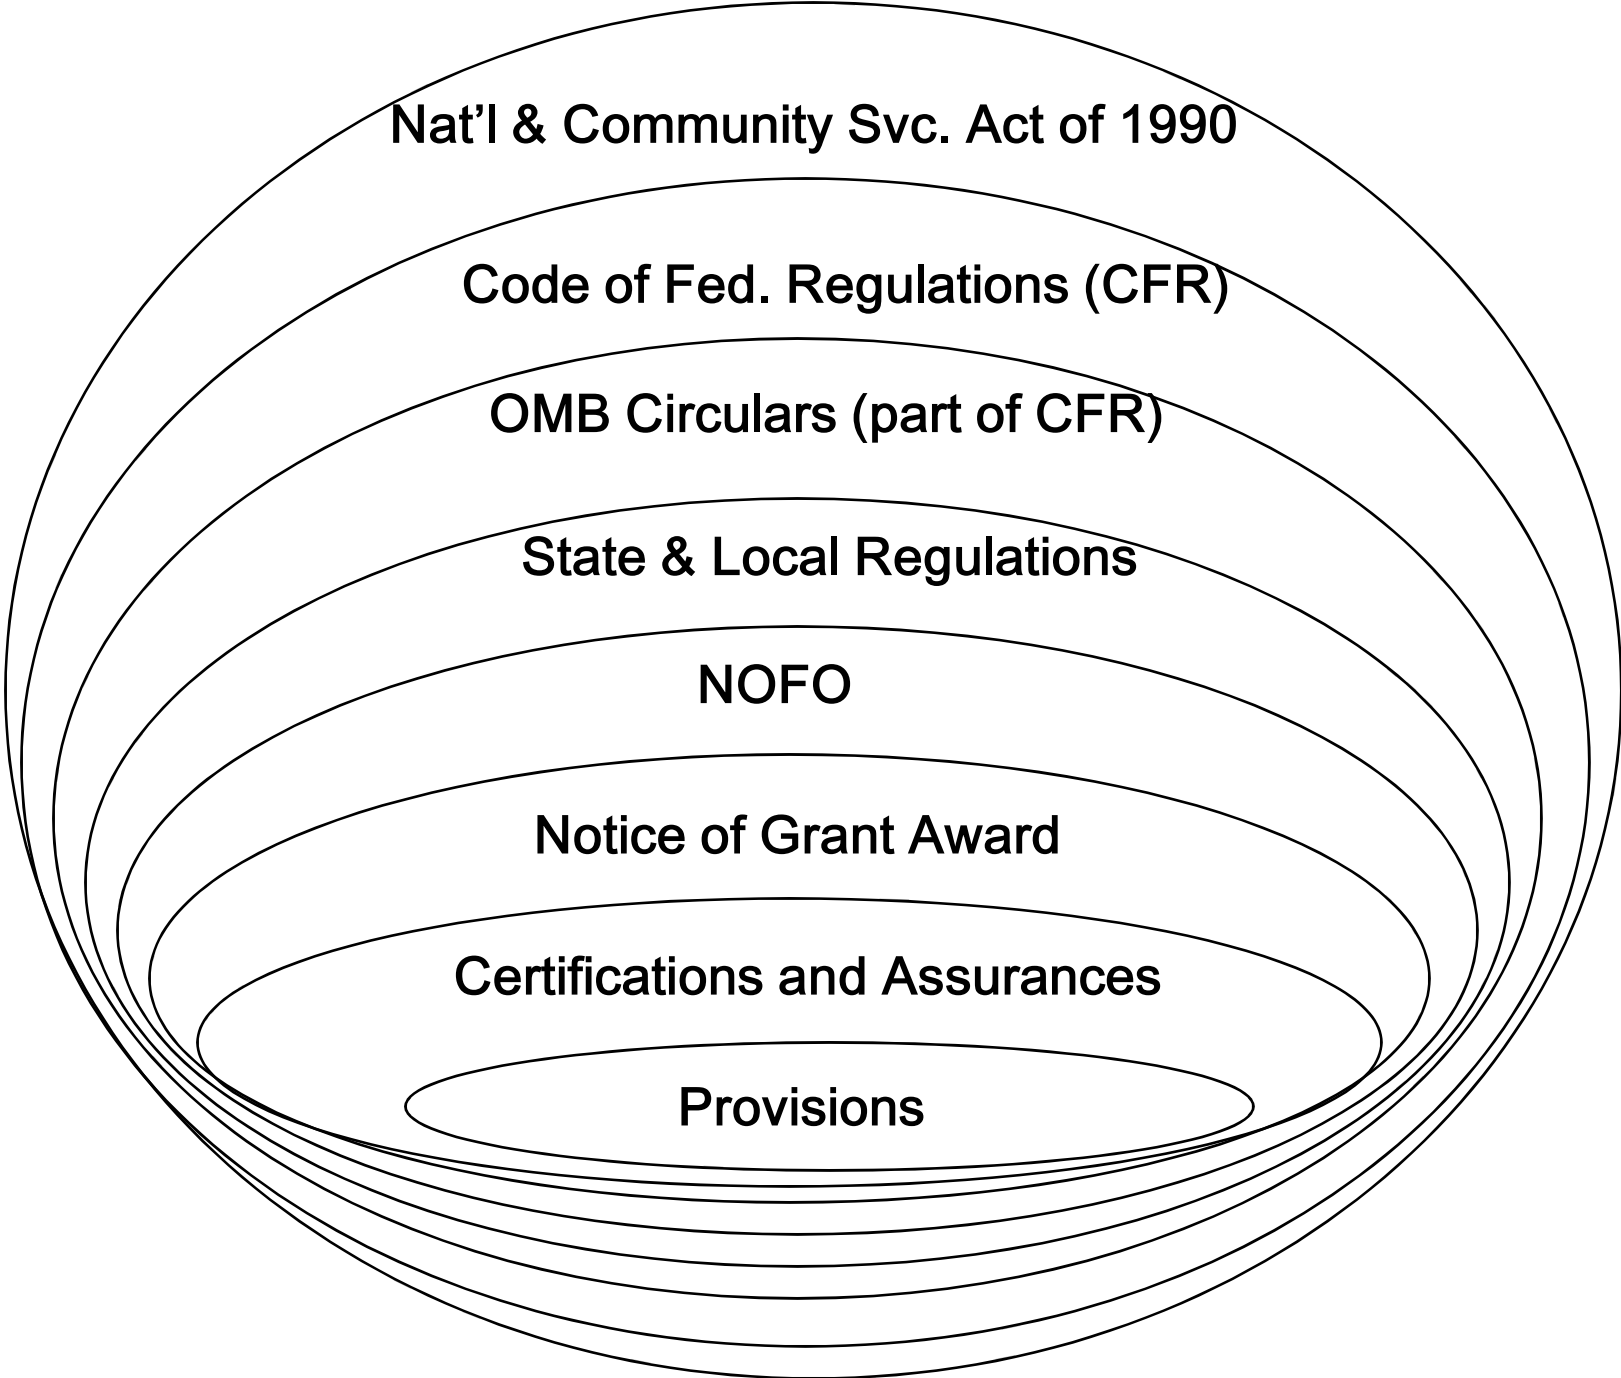 Nat’l & Community Svc. Act of 1990
Code of Fed. Regulations (CFR)
OMB Circulars (part of CFR)
State & Local Regulations
NOFO
Notice of Grant Award
Certifications and Assurances
Provisions